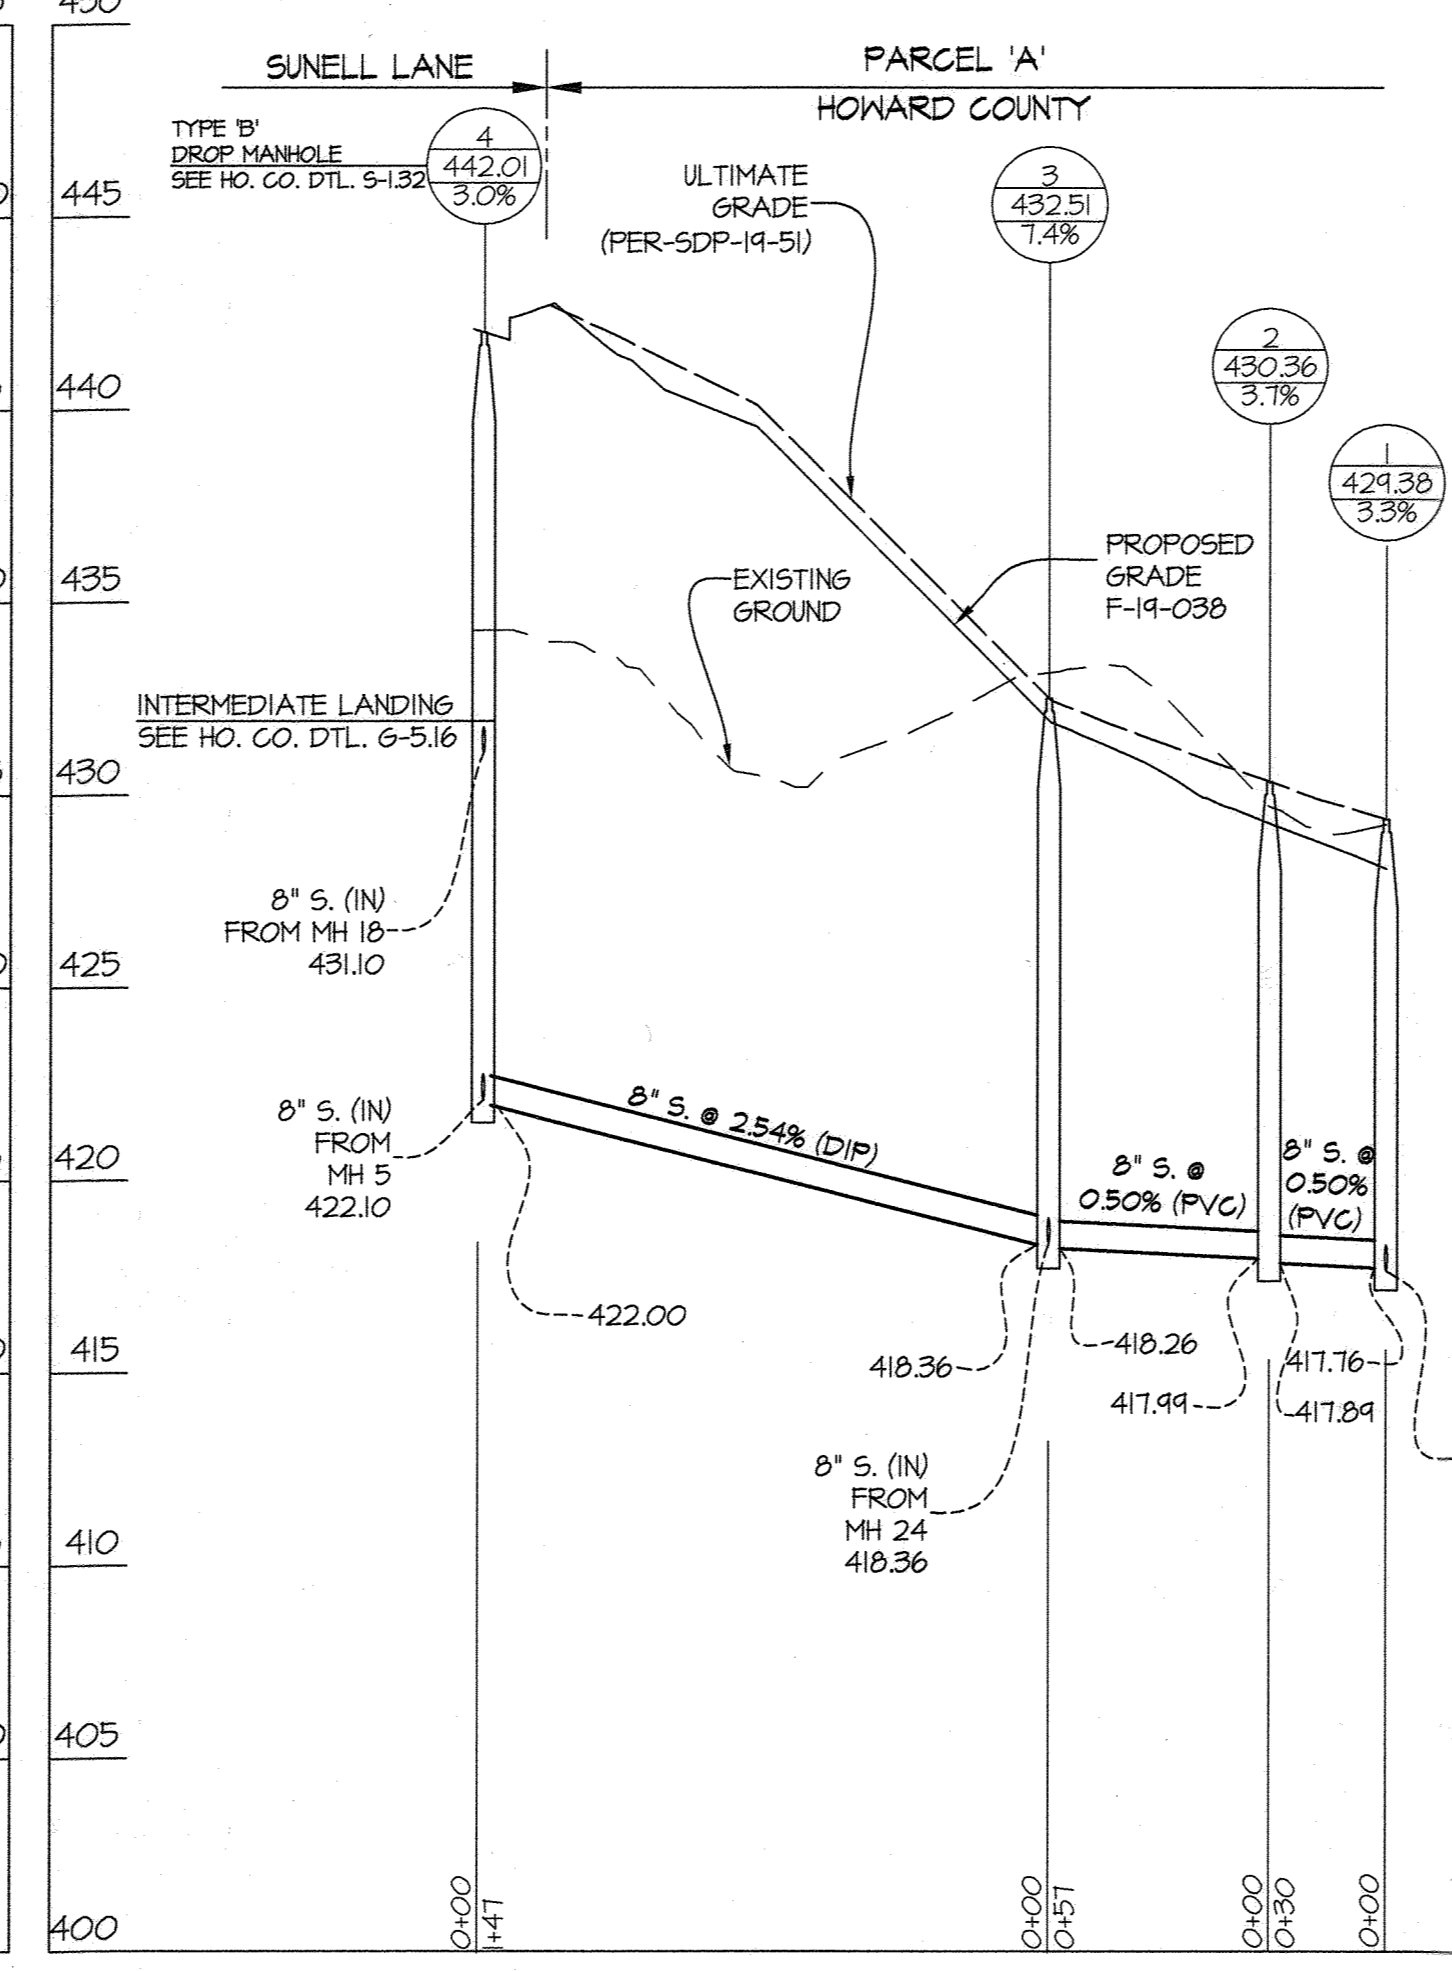 450
SUNELL LANE
PARCEL 'A'
HOWARD COUNTY
TYPE 'B'
DROP MANHOLE
SEE HO. CO. DTL. S-1.32
4
442.01
3.0%
ULTIMATE
GRADE
(PER-SDP-19-51)
3
432.51
7.4%
445
2
430.36
3.7%
440
1
429.38
3.3%
PROPOSED
GRADE
F-19-038
435
EXISTING
GROUND
INTERMEDIATE LANDING
SEE HO. CO. DTL. G-5.16
430
8" S. (IN)
FROM MH 18
431.10
425
8" S. @ 2.54% (DIP)
8" S. (IN)
FROM
MH 5
422.10
420
8" S. @
0.50% (PVC)
8" S. @
0.50%
(PVC)
422.00
415
418.36
418.26
417.99
417.76
417.89
8" S. (IN)
FROM
MH 24
418.36
410
405
400
0+00
1+47
0+00
0+57
0+00
0+30
0+00